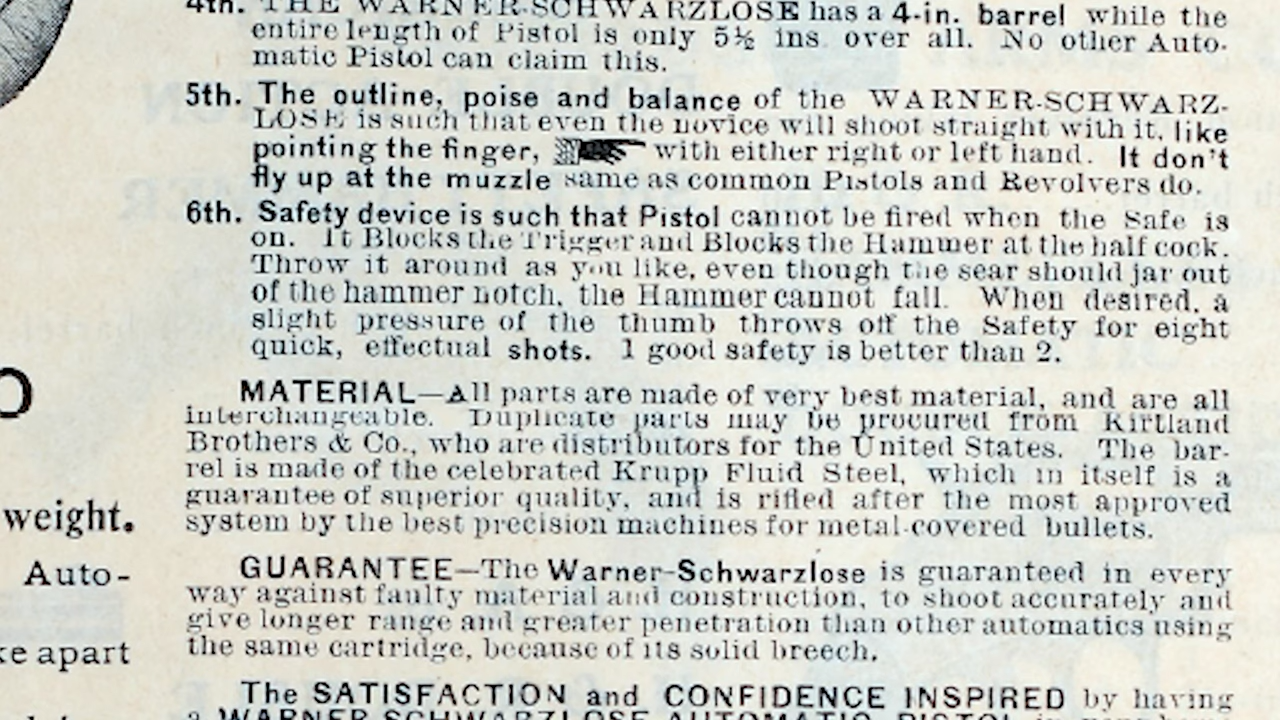 4th. THE WARNER-SCHWARZLOSE has a 4-in. barrel while the
entire length of Pistol is only 5½ ins. over all. No other Auto-
matic Pistol can claim this.
5th. The outline, poise and balance of the WARNER-SCHWARZ-
LOSE is such that even the novice will shoot straight with it, like
pointing the finger, with either right or left hand. It don't
fly up at the muzzle same as common Pistols and Revolvers do.
6th. Safety device is such that Pistol cannot be fired when the Safe is
on. It Blocks the Trigger and Blocks the Hammer at the half cock.
Throw it around as you like, even though the sear should jar out
of the hammer notch, the Hammer cannot fall. When desired, a
slight pressure of the thumb throws off the Safety for eight
quick, effectual shots. 1 good safety is better than 2.
MATERIAL—All parts are made of very best material, and are all
interchangeable. Duplicate parts may be procured from Kirtland
Brothers & Co., who are distributors for the United States. The bar-
rel is made of the celebrated Krupp Fluid Steel, which in itself is a
guarantee of superior quality, and is rifled after the most approved
system by the best precision machines for metal-covered bullets.
GUARANTEE—The Warner-Schwarzlose is guaranteed in every
way against faulty material and construction, to shoot accurately and
give longer range and greater penetration than other automatics using
the same cartridge, because of its solid breech.
The SATISFACTION and CONFIDENCE INSPIRED by having
a WARNER-SCHWARZLOSE AUTOMATIC PISTOL in
weight.
Auto-
apart